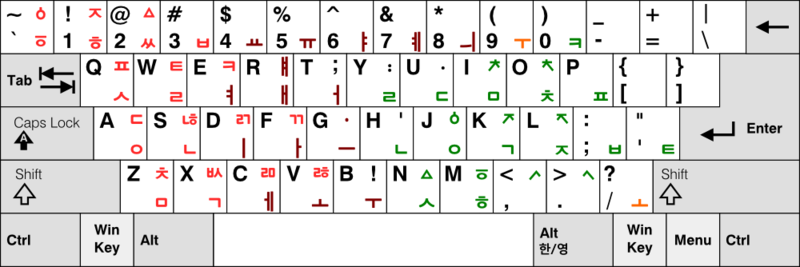 ~ ㆁ ! ㅈ @ ㅿ # $ % ^ & * ( ) _ + |
` ㆆ 1 ㅎ 2 ㅆ 3 ㅂ 4 ㅛ 5 ㅠ 6 ㅑ 7 ㅖ 8 ㅢ 9 ㅜ 0 ㅋ - = \
Tab Q ㅍ W ㅌ E ㅋ R ㅒ T ; Y : U · I ᅔ O ᅕ P { }
ㅅ ㄹ ㅕ ㅐ ㅓ ㄹ ㄷ ㅁ ㅊ ㅍ [ ]
Caps Lock A ㄷ S ㄶ D ㄺ F ㄲ G ㆍ H ' J ㆁ K ᅎ L ᅐ : " Enter
A ㅇ ㄴ ㅣ ㅏ ㅡ ㄴ ㅇ ㄱ ㅈ ; ㅂ ' ㅌ
Shift Z ㅊ X ㅄ C ㄻ V ㅀ B ! N ㅿ M ㆆ < ᄼ > ᄾ ? Shift
ㅁ ㄱ ㅔ ㅗ ㅜ ㅅ ㅎ , . / ㅗ
Ctrl Win Key Alt Alt 한/영 Win Key Menu Ctrl